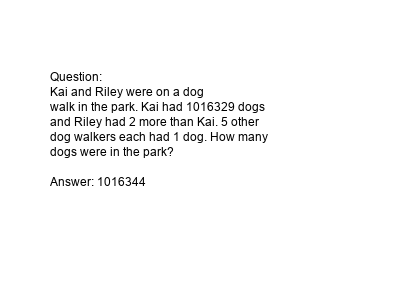 Question:
Kai and Riley were on a dog
walk in the park. Kai had 1016329 dogs
and Riley had 2 more than Kai. 5 other
dog walkers each had 1 dog. How many
dogs were in the park?
Answer: 1016344